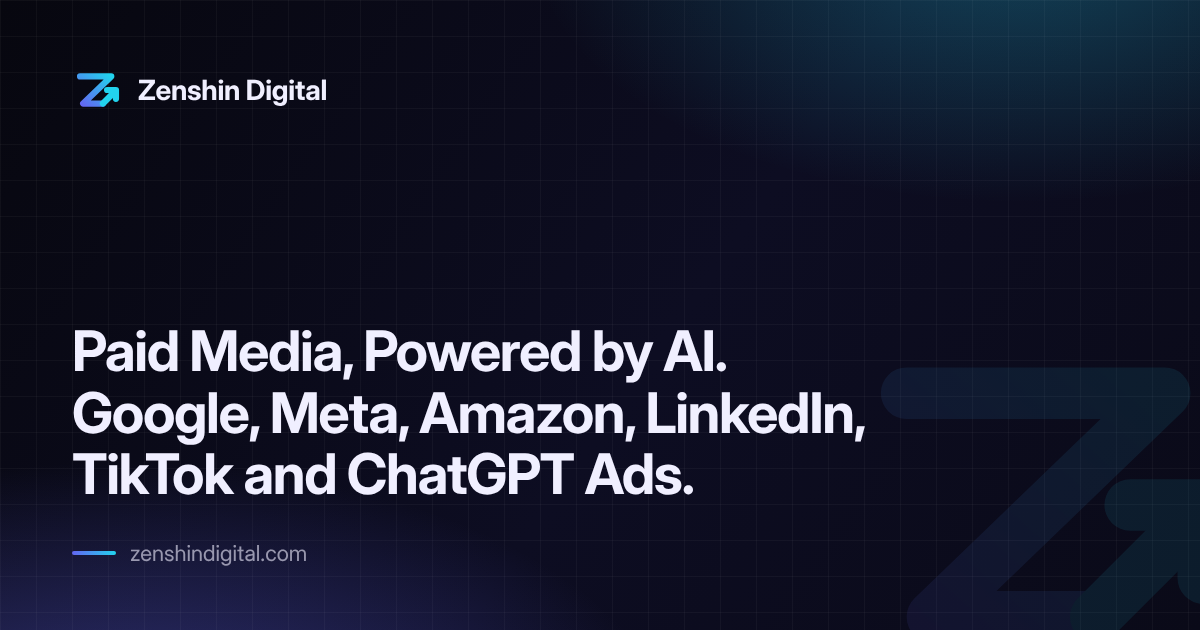 Zenshin Digital
Paid Media, Powered by AI.
Google, Meta, Amazon, LinkedIn,
TikTok and ChatGPT Ads.
zenshindigital.com